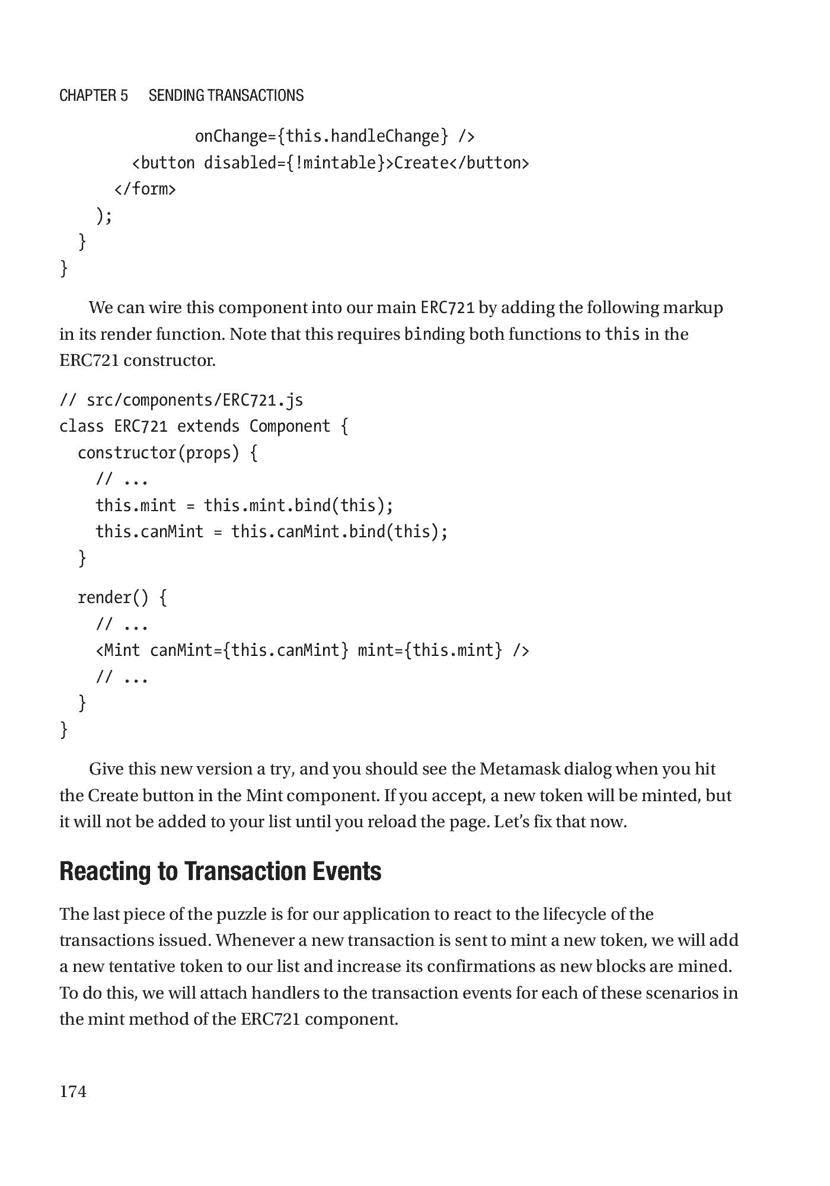 CHAPTER 5 SENDING TRANSACTIONS
onChange={this.handleChange} />
<button disabled={!mintable}>Create</button>
</form>
);
}
}
We can wire this component into our main ERC721 by adding the following markup
in its render function. Note that this requires binding both functions to this in the
ERC721 constructor.
// src/components/ERC721.js
class ERC721 extends Component {
constructor(props) {
// ...
this.mint = this.mint.bind(this);
this.canMint = this.canMint.bind(this);
}
render() {
// ...
<Mint canMint={this.canMint} mint={this.mint} />
// ...
}
}
Give this new version a try, and you should see the Metamask dialog when you hit
the Create button in the Mint component. If you accept, a new token will be minted, but
it will not be added to your list until you reload the page. Let’s fix that now.
Reacting to Transaction Events
The last piece of the puzzle is for our application to react to the lifecycle of the
transactions issued. Whenever a new transaction is sent to mint a new token, we will add
a new tentative token to our list and increase its confirmations as new blocks are mined.
To do this, we will attach handlers to the transaction events for each of these scenarios in
the mint method of the ERC721 component.
174